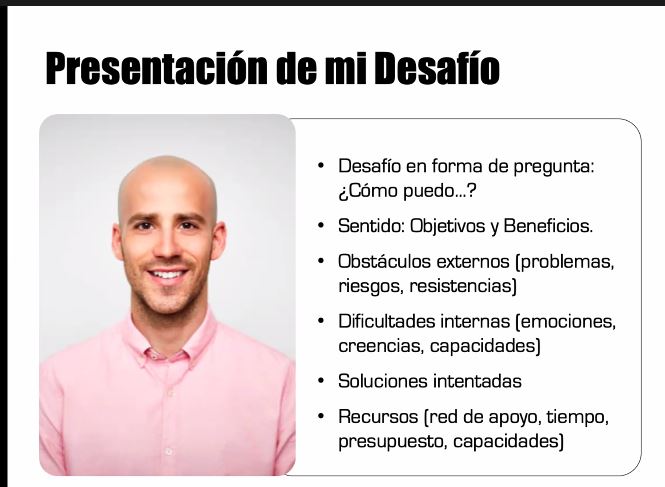 Presentación de mi Desafío
• Desafío en forma de pregunta:
¿Cómo puedo...?
• Sentido: Objetivos y Beneficios.
• Obstáculos externos (problemas,
riesgos, resistencias)
• Dificultades internas (emociones,
creencias, capacidades)
• Soluciones intentadas
• Recursos (red de apoyo, tiempo,
presupuesto, capacidades)